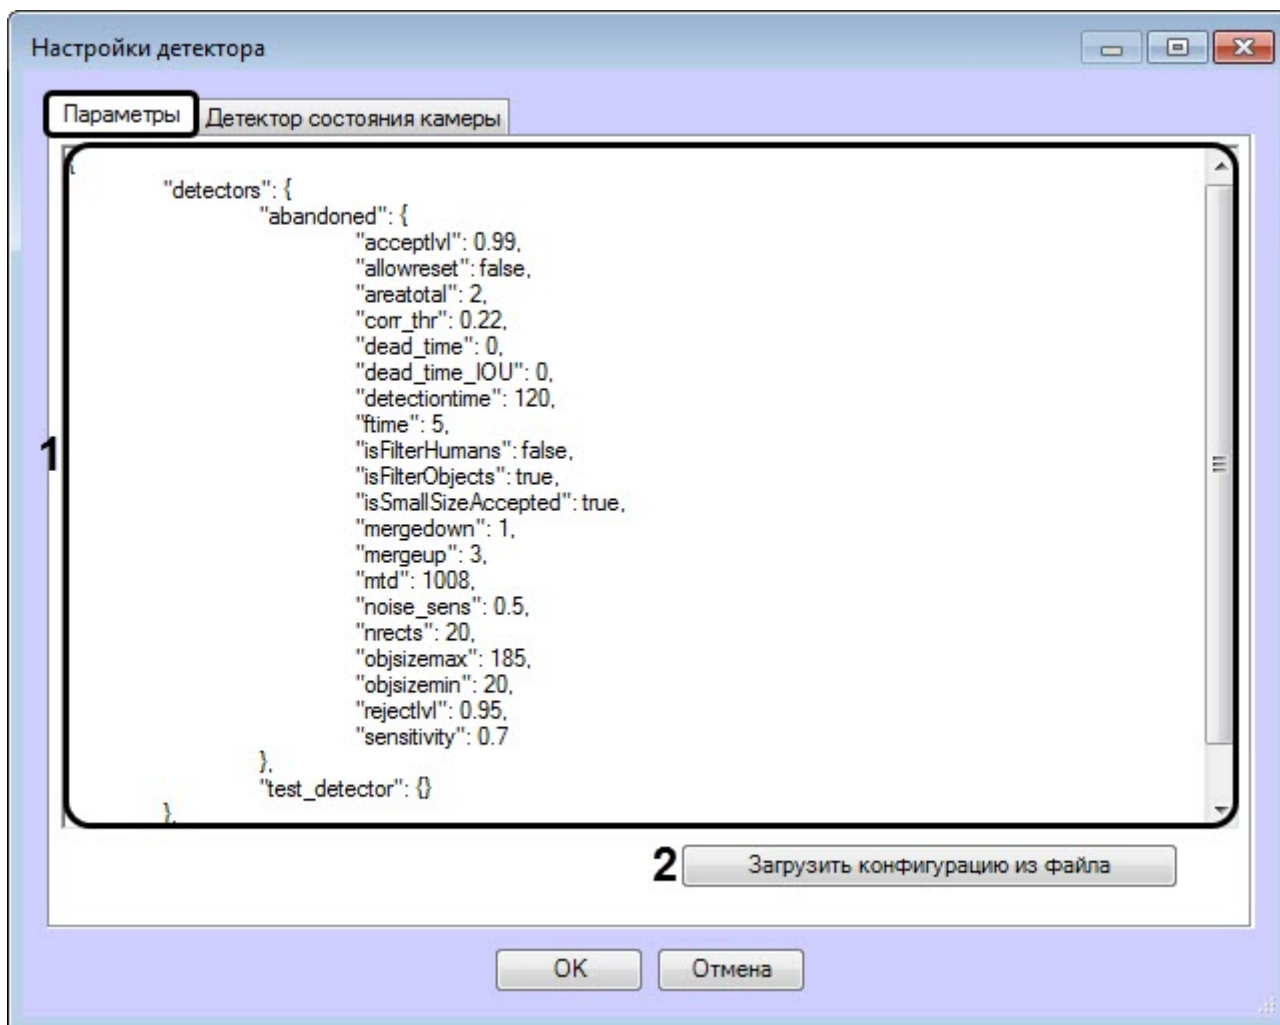 Настройки детектора
Параметры Детектор состояния камеры
{
"detectors": {
"abandoned": {
"acceptlvl": 0.99,
"allowreset": false,
"areatotal": 2,
"corr_thr": 0.22,
"dead_time": 0,
"dead_time_IOU": 0,
"detectiontime": 120,
"ftime": 5,
"isFilterHumans": false,
"isFilterObjects": true,
"isSmallSizeAccepted": true,
"mergedown": 1,
"mergeup": 3,
"mtd": 1008,
"noise_sens": 0.5,
"nrects": 20,
"objsizemax": 185,
"objsizemin": 20,
"rejectlvl": 0.95,
"sensitivity": 0.7
},
"test_detector": {}
},
1
2 Загрузить конфигурацию из файла
OK Отмена